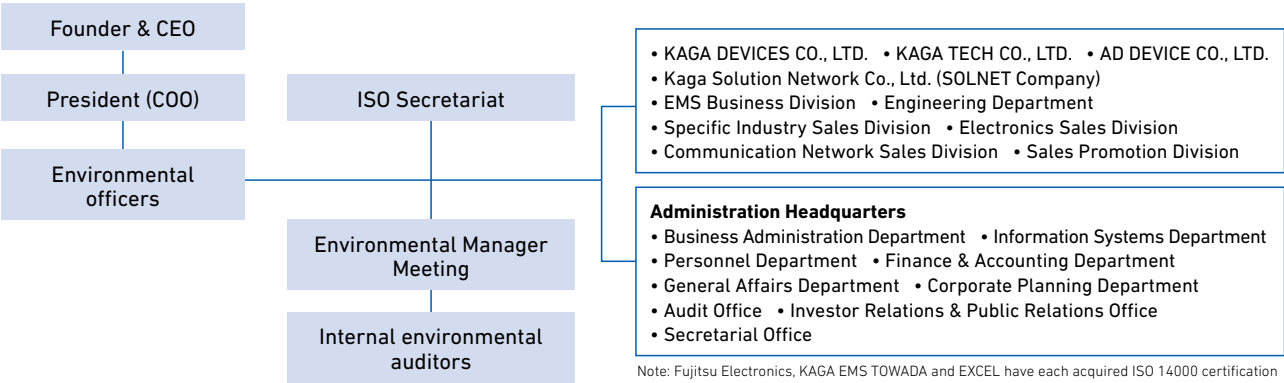 Founder & CEO
President (COO)
Environmental
officers
ISO Secretariat
Environmental Manager
Meeting
Internal environmental
auditors
• KAGA DEVICES CO., LTD. • KAGA TECH CO., LTD. • AD DEVICE CO., LTD.
• Kaga Solution Network Co., Ltd. (SOLNET Company)
• EMS Business Division • Engineering Department
• Specific Industry Sales Division • Electronics Sales Division
• Communication Network Sales Division • Sales Promotion Division
Administration Headquarters
• Business Administration Department • Information Systems Department
• Personnel Department • Finance & Accounting Department
• General Affairs Department • Corporate Planning Department
• Audit Office • Investor Relations & Public Relations Office
• Secretarial Office
Note: Fujitsu Electronics, KAGA EMS TOWADA and EXCEL have each acquired ISO 14000 certification